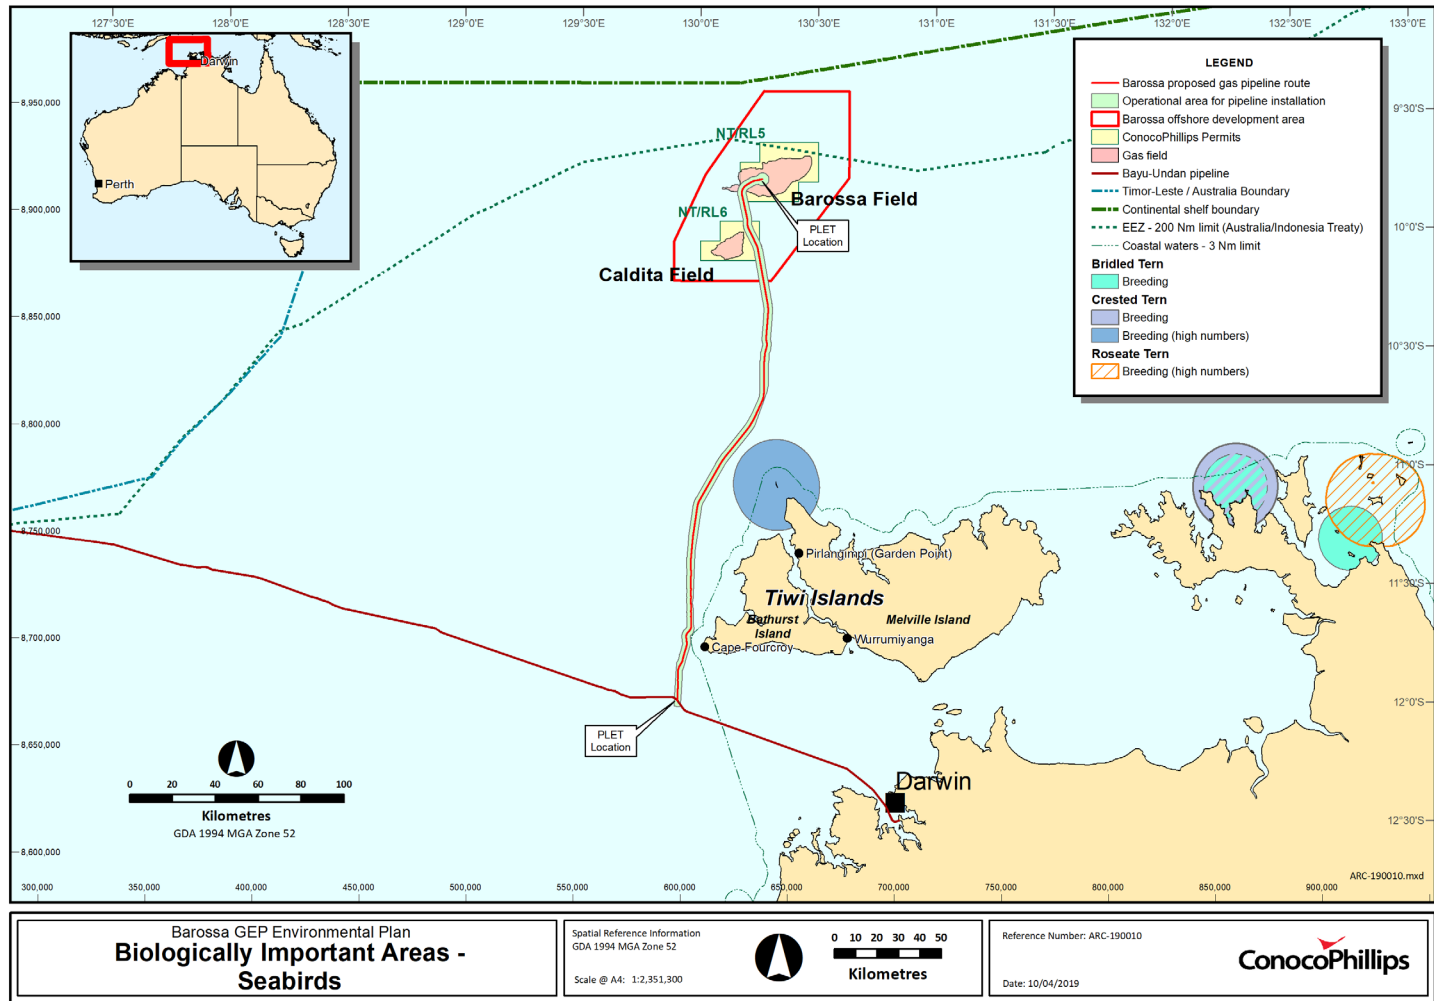 127°30'E
128°0'E
128°30'E
129°0'E
129°30'E
130°0'E
130°30'E
131°0'E
131°30'E
132°0'E
132°30'E
133°0'E
Darwin
Perth
8,950,000
8,900,000
8,850,000
8,800,000
8,750,000
8,700,000
8,650,000
8,600,000
9°30'S
10°0'S
10°30'S
11°0'S
11°30'S
12°0'S
12°30'S
LEGEND
Barossa proposed gas pipeline route
Operational area for pipeline installation
Barossa offshore development area
ConocoPhillips Permits
Gas field
Bayu-Undan pipeline
Timor-Leste / Australia Boundary
Continental shelf boundary
EEZ - 200 Nm limit (Australia/Indonesia Treaty)
Coastal waters - 3 Nm limit
Bridled Tern
Breeding
Crested Tern
Breeding
Breeding (high numbers)
Roseate Tern
Breeding (high numbers)
NT/RL5
Barossa Field
NT/RL6
PLET
Location
Caldita Field
Pirlangimpi (Garden Point)
Tiwi Islands
Bathurst
Island
Melville Island
Wurrumiyanga
Cape Fourcroy
PLET
Location
Darwin
0 20 40 60 80 100
Kilometres
GDA 1994 MGA Zone 52
300,000
350,000
400,000
450,000
500,000
550,000
600,000
650,000
700,000
750,000
800,000
850,000
900,000
ARC-190010.mxd
Barossa GEP Environmental Plan
Biologically Important Areas -
Seabirds
Spatial Reference Information
GDA 1994 MGA Zone 52
Scale @ A4: 1:2,351,300
0 10 20 30 40 50
Kilometres
Reference Number: ARC-190010
Date: 10/04/2019
ConocoPhillips